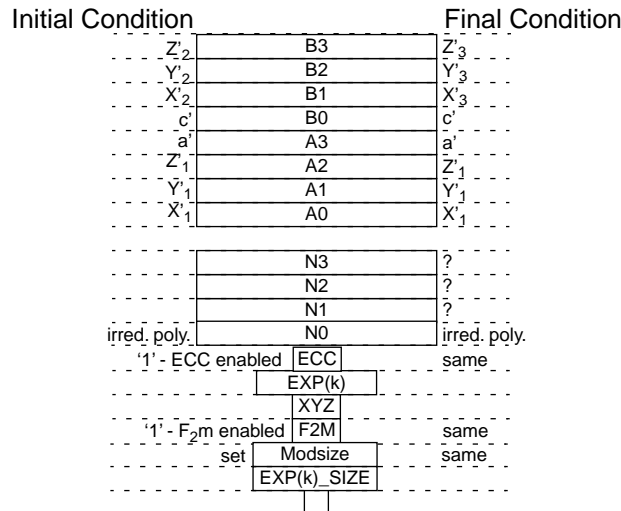 Initial Condition Final Condition
Z'2 B3 Z'3
Y'2 B2 Y'3
X'2 B1 X'3
c' B0 c'
a' A3 a'
Z'1 A2 Z'1
Y'1 A1 Y'1
X'1 A0 X'1
N3 ?
N2 ?
N1 ?
irred. poly. N0 irred. poly.
‘1’ - ECC enabled ECC same
EXP(k)
XYZ
‘1’ - F2m enabled F2M same
set Modsize same
EXP(k)_SIZE